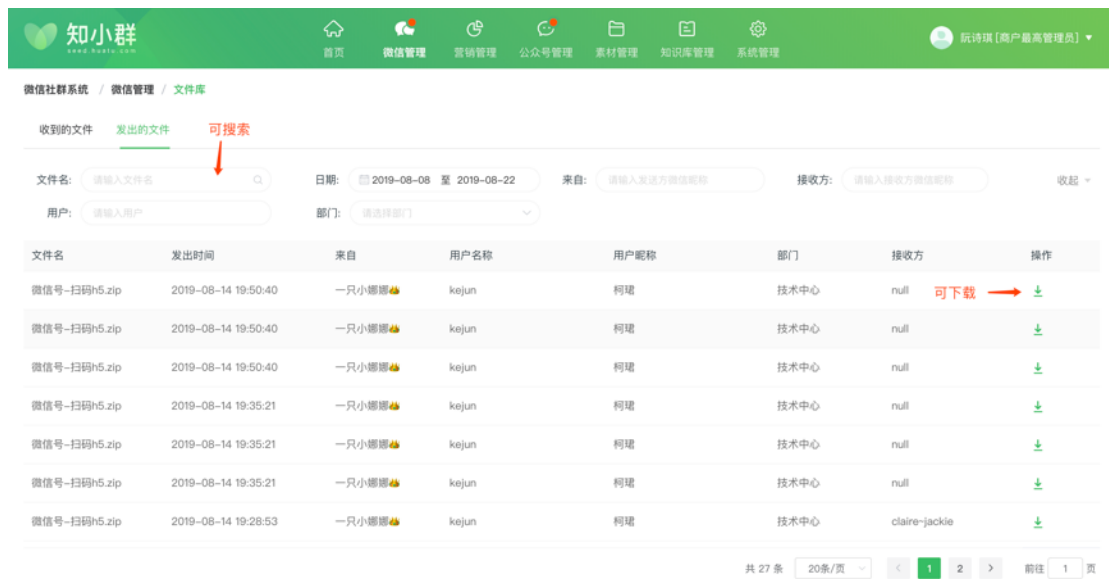 知小群
seed.huatu.com
首页 微信管理 营销管理 公众号管理 素材管理 知识库管理 系统管理
阮诗琪 [商户最高管理员]
微信社群系统 / 微信管理 / 文件库
收到的文件 发出的文件 可搜索
文件名: 请输入文件名 日期: 2019-08-08 至 2019-08-22 来自: 请输入发送方微信昵称 接收方: 请输入接收方微信昵称 收起
用户: 请输入用户 部门: 请选择部门
文件名 发出时间 来自 用户名称 用户昵称 部门 接收方 操作
微信号-扫码h5.zip 2019-08-14 19:50:40 一只小娜娜 kejun 柯珺 技术中心 null 可下载
微信号-扫码h5.zip 2019-08-14 19:50:40 一只小娜娜 kejun 柯珺 技术中心 null
微信号-扫码h5.zip 2019-08-14 19:50:40 一只小娜娜 kejun 柯珺 技术中心 null
微信号-扫码h5.zip 2019-08-14 19:35:21 一只小娜娜 kejun 柯珺 技术中心 null
微信号-扫码h5.zip 2019-08-14 19:35:21 一只小娜娜 kejun 柯珺 技术中心 null
微信号-扫码h5.zip 2019-08-14 19:35:21 一只小娜娜 kejun 柯珺 技术中心 null
微信号-扫码h5.zip 2019-08-14 19:28:53 一只小娜娜 kejun 柯珺 技术中心 claire~jackie
共 27 条 20条/页 < 1 2 > 前往 1 页